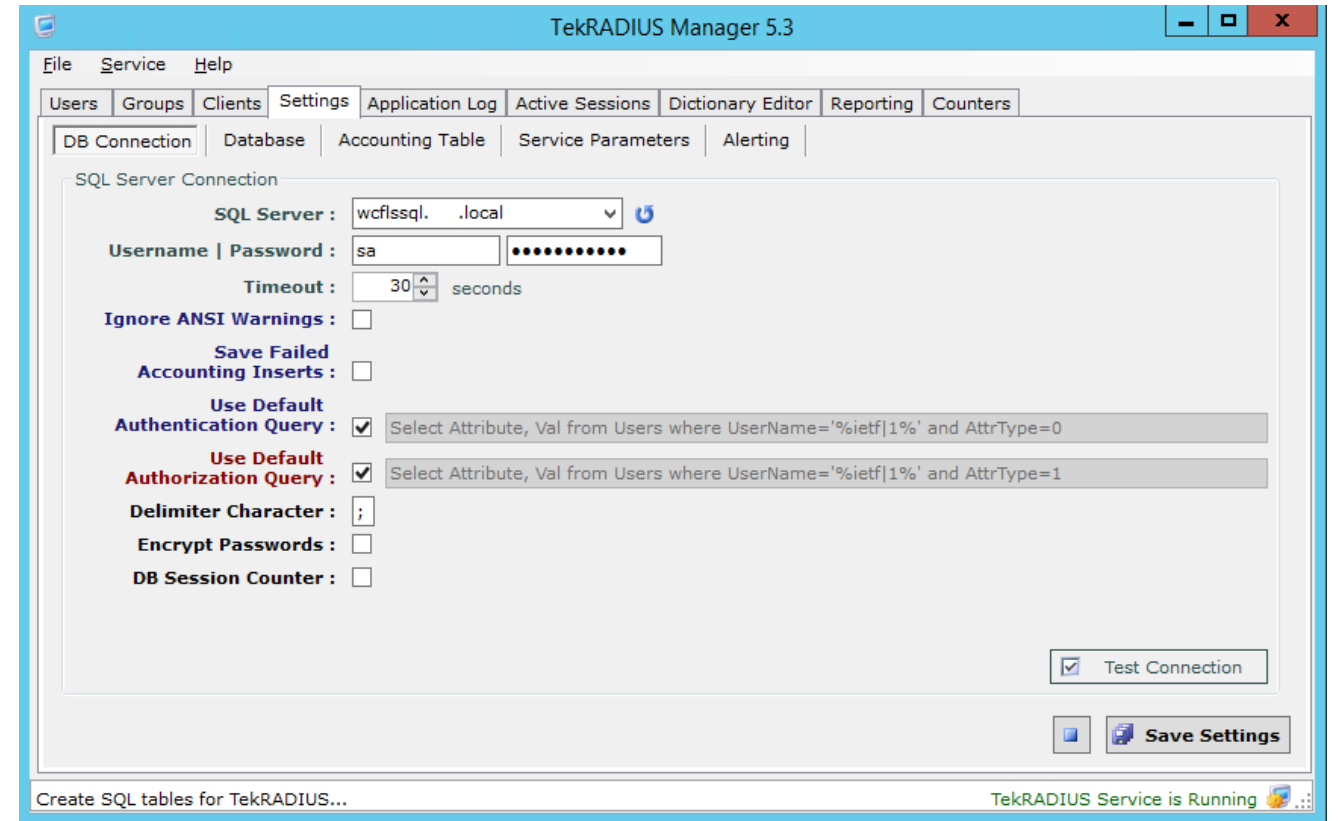 TekRADIUS Manager 5.3
File Service Help
Users Groups Clients Settings Application Log Active Sessions Dictionary Editor Reporting Counters
DB Connection Database Accounting Table Service Parameters Alerting
SQL Server Connection
SQL Server : wcflssql. .local
Username | Password : sa ●●●●●●●●●●●
Timeout : 30 seconds
Ignore ANSI Warnings :
Save Failed
Accounting Inserts :
Use Default
Authentication Query : Select Attribute, Val from Users where UserName='%ietf|1%' and AttrType=0
Use Default
Authorization Query : Select Attribute, Val from Users where UserName='%ietf|1%' and AttrType=1
Delimiter Character : ;
Encrypt Passwords :
DB Session Counter :
Test Connection
Save Settings
Create SQL tables for TekRADIUS... TekRADIUS Service is Running